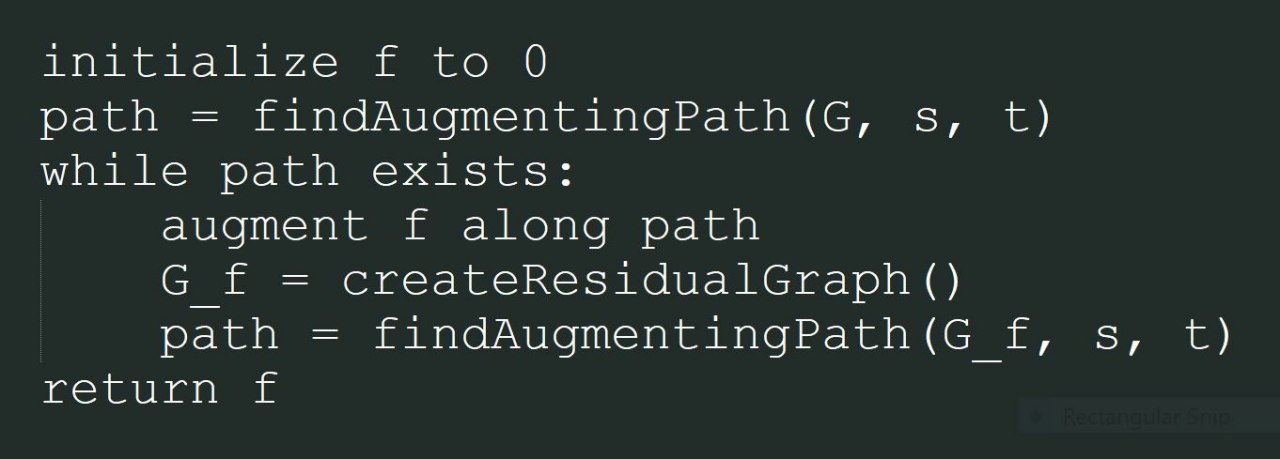 initialize f to 0
path = findAugmentingPath(G, s, t)
while path exists:
    augment f along path
    G_f = createResidualGraph()
    path = findAugmentingPath(G_f, s, t)
return f
Rectangular Snip